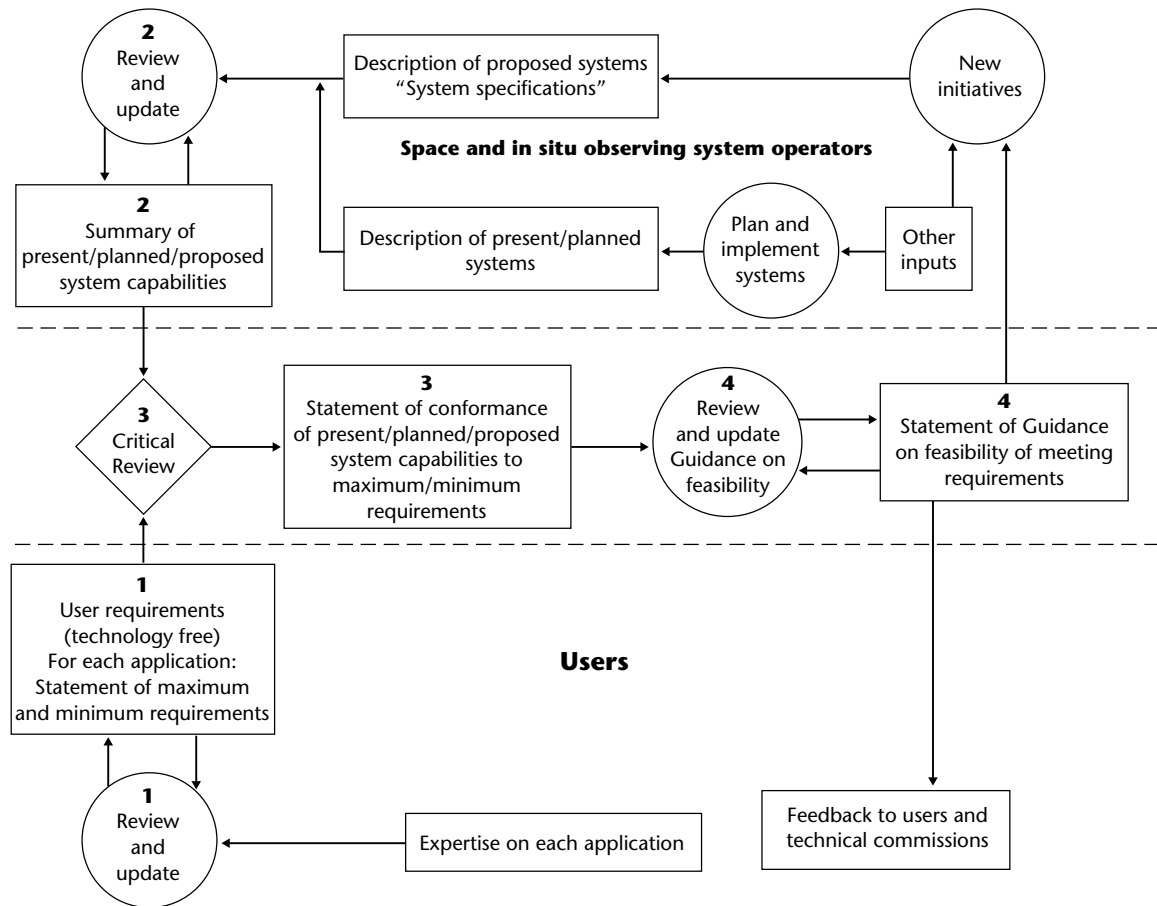 2
Review
and
update
Description of proposed systems
“System specifications”
New
initiatives
Space and in situ observing system operators
2
Summary of
present/planned/proposed
system capabilities
Description of present/planned
systems
Plan and
implement
systems
Other
inputs
3
Critical
Review
3
Statement of conformance
of present/planned/proposed
system capabilities to
maximum/minimum
requirements
4
Review
and update
Guidance on
feasibility
4
Statement of Guidance
on feasibility of meeting
requirements
1
User requirements
(technology free)
For each application:
Statement of maximum
and minimum requirements
Users
1
Review
and
update
Expertise on each application
Feedback to users and
technical commissions